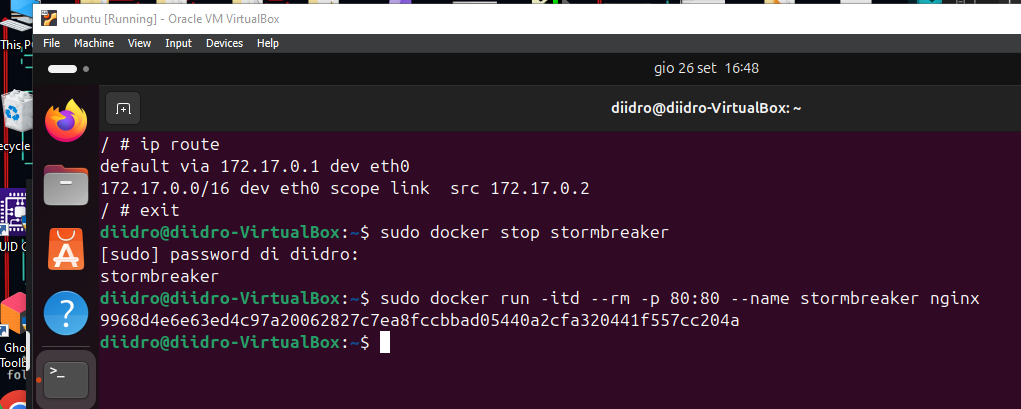 ubuntu [Running] - Oracle VM VirtualBox
File Machine View Input Devices Help
This
gio 26 set 16:48
diidro@diidro-VirtualBox: ~
/ # ip route
default via 172.17.0.1 dev eth0
172.17.0.0/16 dev eth0 scope link  src 172.17.0.2
/ # exit
diidro@diidro-VirtualBox:~$ sudo docker stop stormbreaker
[sudo] password di diidro:
stormbreaker
diidro@diidro-VirtualBox:~$ sudo docker run -itd --rm -p 80:80 --name stormbreaker nginx
9968d4e6e63ed4c97a20062827c7ea8fccbbad05440a2cfa320441f557cc204a
diidro@diidro-VirtualBox:~$
ecycle
UID
Gho
Toolb
fol
>_